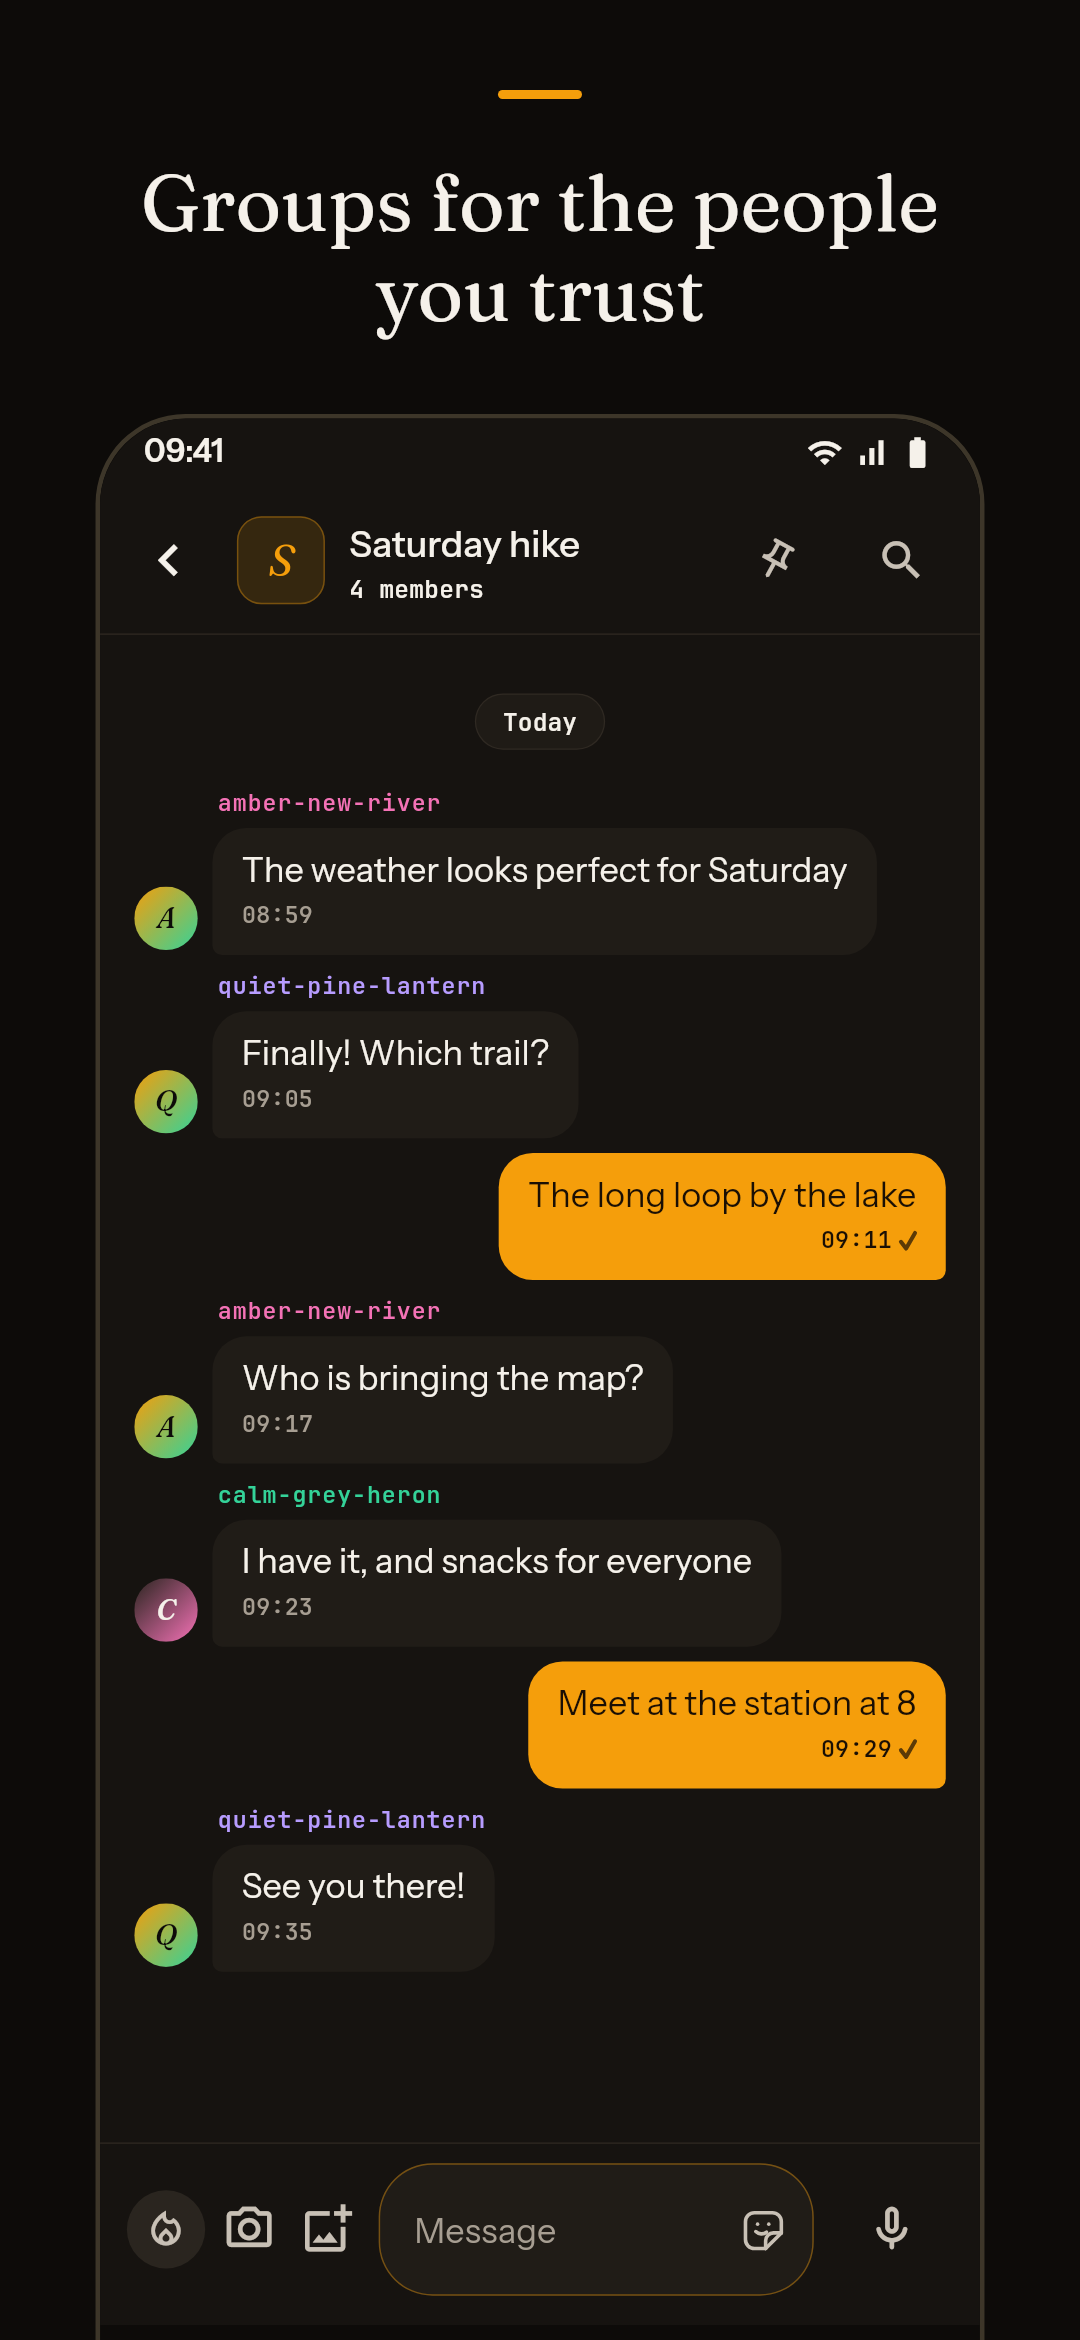 Groups for the people
you trust
09:41
S
Saturday hike
4 members
Today
amber-new-river
The weather looks perfect for Saturday
08:59
A
quiet-pine-lantern
Finally! Which trail?
09:05
Q
The long loop by the lake
09:11
amber-new-river
Who is bringing the map?
09:17
A
calm-grey-heron
I have it, and snacks for everyone
09:23
C
Meet at the station at 8
09:29
quiet-pine-lantern
See you there!
09:35
Q
Message